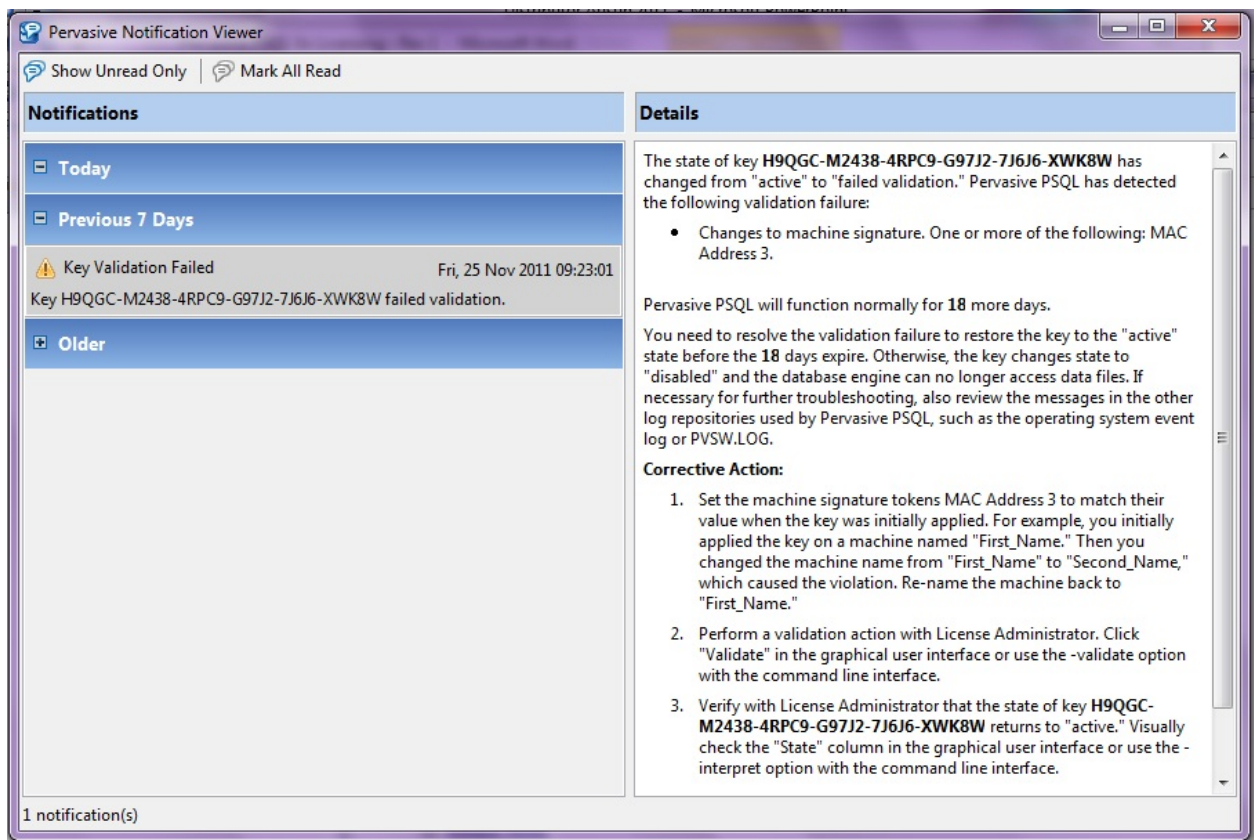 Pervasive Notification Viewer
Show Unread Only
Mark All Read
Notifications
Today
Previous 7 Days
Key Validation Failed
Fri, 25 Nov 2011 09:23:01
Key H9QGC-M2438-4RPC9-G97J2-7J6J6-XWK8W failed validation.
Older
Details
The state of key H9QGC-M2438-4RPC9-G97J2-7J6J6-XWK8W has
changed from "active" to "failed validation." Pervasive PSQL has detected
the following validation failure:
• Changes to machine signature. One or more of the following: MAC
Address 3.
Pervasive PSQL will function normally for 18 more days.
You need to resolve the validation failure to restore the key to the "active"
state before the 18 days expire. Otherwise, the key changes state to
"disabled" and the database engine can no longer access data files. If
necessary for further troubleshooting, also review the messages in the other
log repositories used by Pervasive PSQL, such as the operating system event
log or PVSW.LOG.
Corrective Action:
1. Set the machine signature tokens MAC Address 3 to match their
value when the key was initially applied. For example, you initially
applied the key on a machine named "First_Name." Then you
changed the machine name from "First_Name" to "Second_Name,"
which caused the violation. Re-name the machine back to
"First_Name."
2. Perform a validation action with License Administrator. Click
"Validate" in the graphical user interface or use the -validate option
with the command line interface.
3. Verify with License Administrator that the state of key H9QGC-
M2438-4RPC9-G97J2-7J6J6-XWK8W returns to "active." Visually
check the "State" column in the graphical user interface or use the -
interpret option with the command line interface.
1 notification(s)